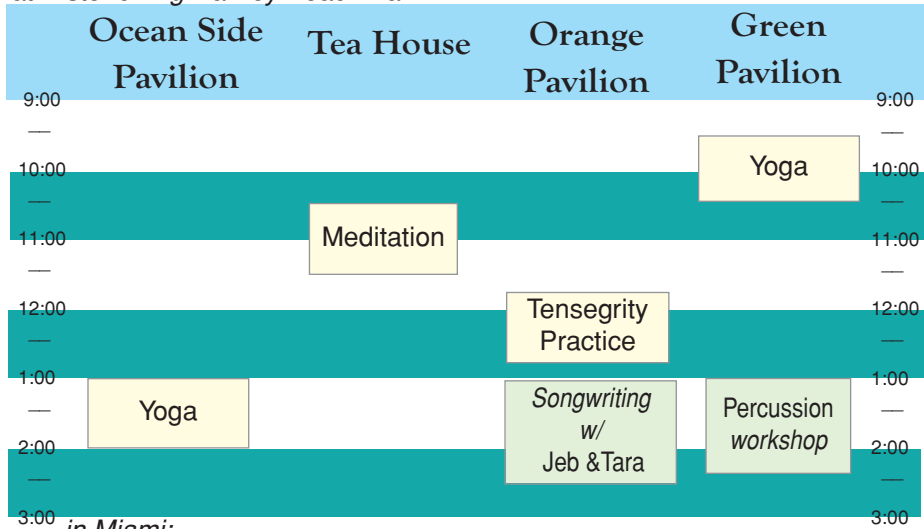 Ocean Side
Pavilion
Tea House
Orange
Pavilion
Green
Pavilion
9:00
9:00
Yoga
10:00
10:00
Meditation
11:00
11:00
12:00
12:00
Tensegrity
Practice
1:00
1:00
Yoga
Songwriting
w/
Jeb &Tara
Percussion
workshop
2:00
2:00
3:00
3:00
in Miami: